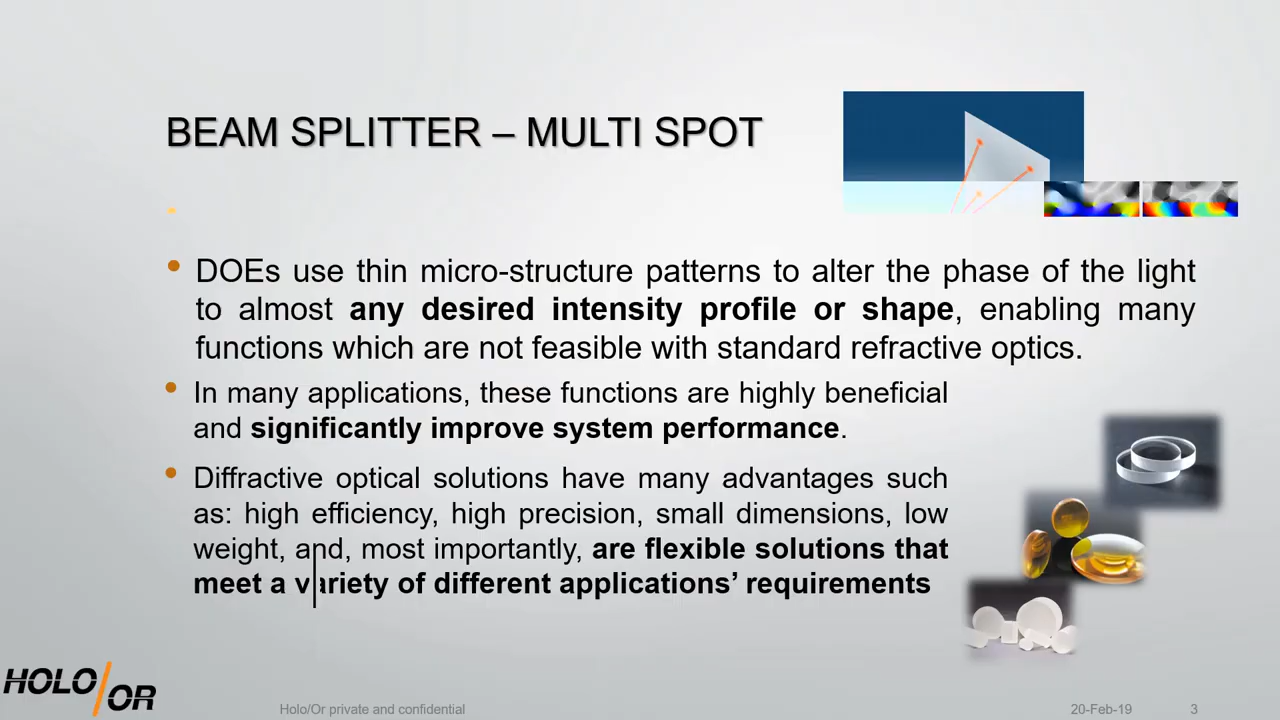 BEAM SPLITTER – MULTI SPOT
DOEs use thin micro-structure patterns to alter the phase of the light
to almost any desired intensity profile or shape, enabling many
functions which are not feasible with standard refractive optics.
In many applications, these functions are highly beneficial
and significantly improve system performance.
Diffractive optical solutions have many advantages such
as: high efficiency, high precision, small dimensions, low
weight, and, most importantly, are flexible solutions that
meet a variety of different applications’ requirements
HOLO/OR
Holo/Or private and confidential
20-Feb-19
3